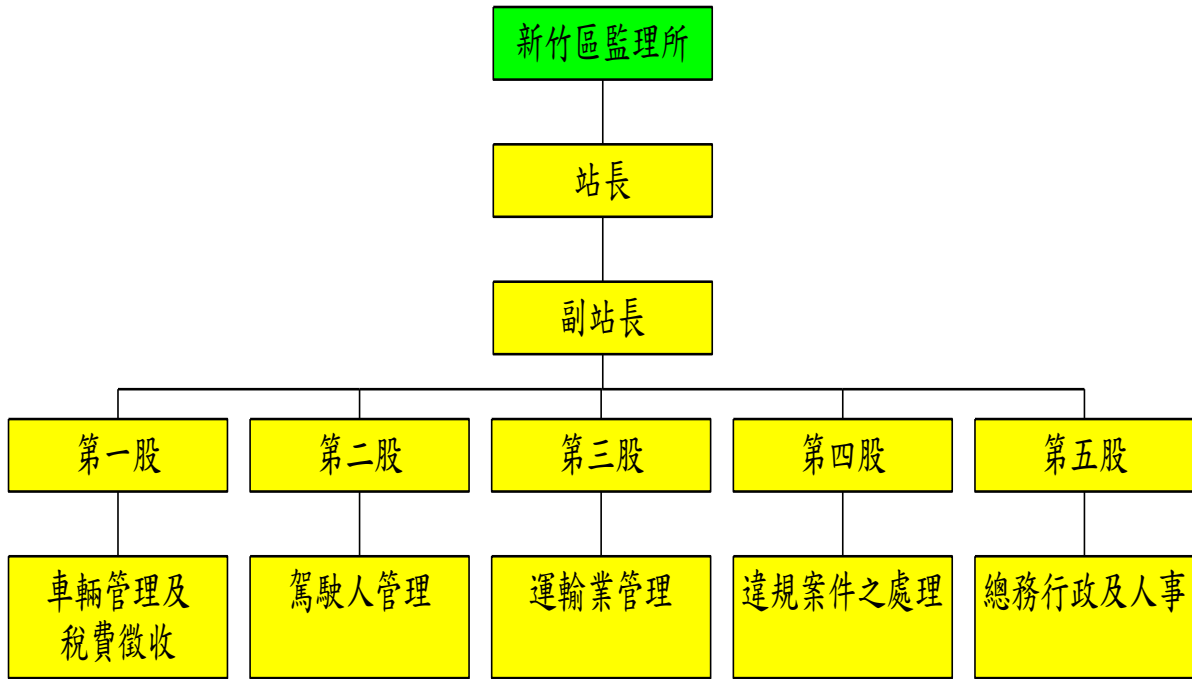 新竹區監理所
站長
副站長
第一股
第二股
第三股
第四股
第五股
車輛管理及
稅費徵收
駕駛人管理
運輸業管理
違規案件之處理
總務行政及人事